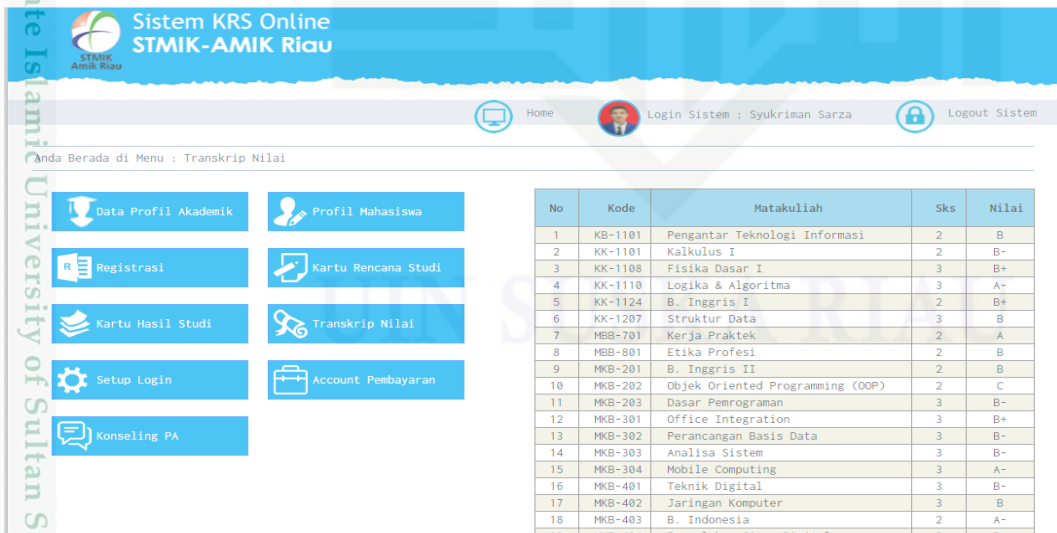 Sistem KRS Online
STMIK-AMIK Riau
STMIK
Amik Riau
Home
Login Sistem : Syukriman Sarza
Logout Sistem
Anda Berada di Menu : Transkrip Nilai
Data Profil Akademik
Profil Mahasiswa
Registrasi
Kartu Rencana Studi
Kartu Hasil Studi
Transkrip Nilai
Setup Login
Account Pembayaran
Konseling PA
No Kode Matakuliah Sks Nilai
1 KB-1101 Pengantar Teknologi Informasi 2 B
2 KK-1101 Kalkulus I 2 B-
3 KK-1108 Fisika Dasar I 3 B+
4 KK-1110 Logika & Algoritma 3 A-
5 KK-1124 B. Inggris I 2 B+
6 KK-1207 Struktur Data 3 B
7 MBB-701 Kerja Praktek 2 A
8 MBB-801 Etika Profesi 2 B
9 MKB-201 B. Inggris II 2 B
10 MKB-202 Objek Oriented Programming (OOP) 2 C
11 MKB-203 Dasar Pemrograman 3 B-
12 MKB-301 Office Integration 3 B+
13 MKB-302 Perancangan Basis Data 3 B-
14 MKB-303 Analisa Sistem 3 B-
15 MKB-304 Mobile Computing 3 A-
16 MKB-401 Teknik Digital 3 B-
17 MKB-402 Jaringan Komputer 3 B
18 MKB-403 B. Indonesia 2 A-
Islamic University of Sultan
UIN SUSKA RIAU